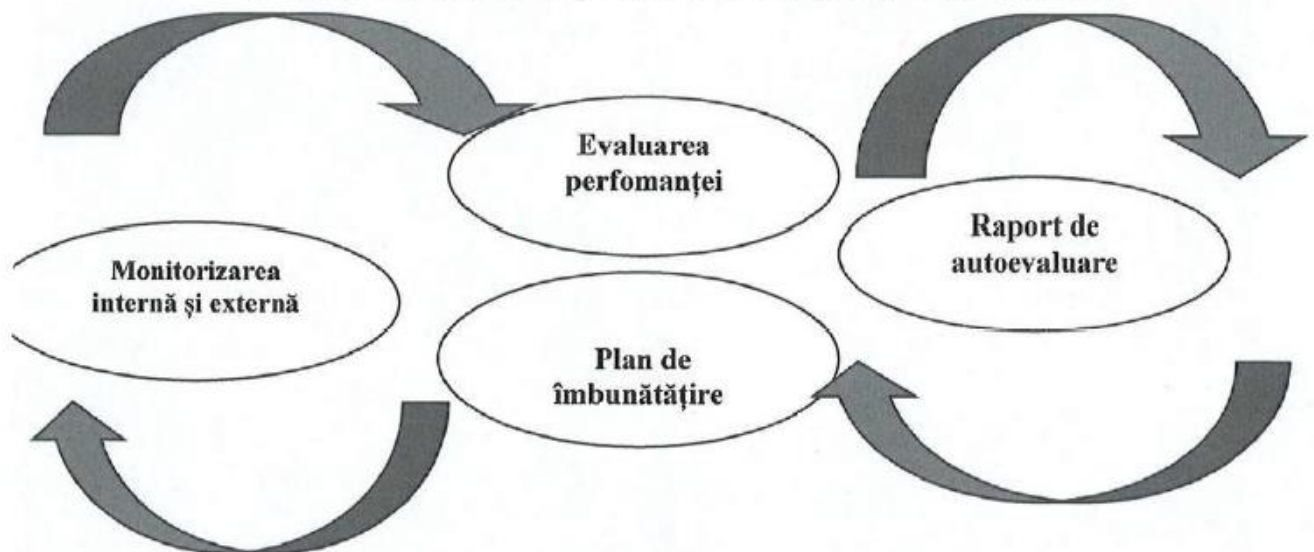 Evaluarea
perfomanței
Raport de
autoevaluare
Monitorizarea
internă și externă
Plan de
îmbunătățire